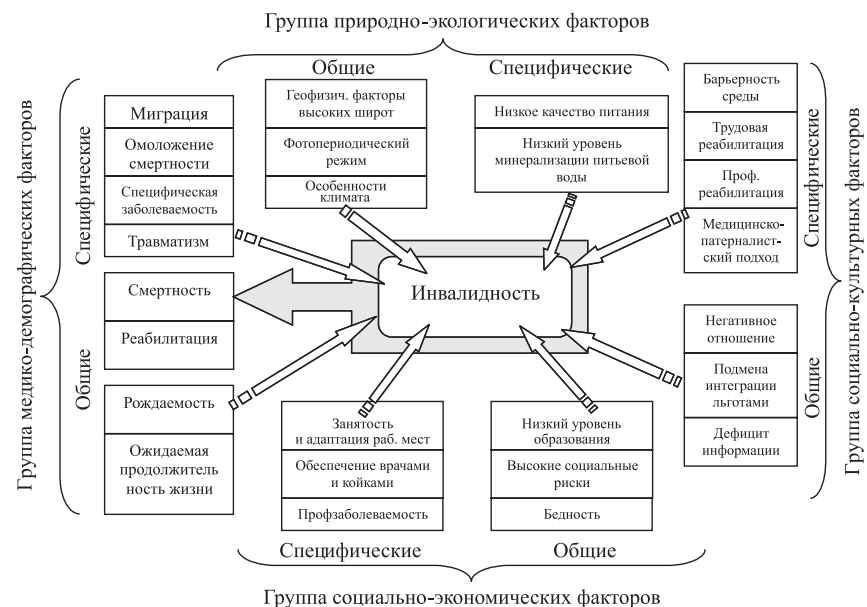 Группа природно-экологических факторов
Общие
Специфические
Группа медико-демографических факторов
Специфические
Миграция
Омоложение
смертности
Специфическая
заболеваемость
Травматизм
Геофизич. факторы
высоких широт
Фотопериодический
режим
Особенности
климата
Низкое качество питания
Низкий уровень
минерализации питьевой
воды
Барьерность
среды
Трудовая
реабилитация
Проф.
реабилитация
Медицинско-
патерналист-
ский подход
Специфические
Группа социально-культурных факторов
Инвалидность
Общие
Смертность
Реабилитация
Рождаемость
Ожидаемая
продолжитель
ность жизни
Негативное
отношение
Подмена
интеграции
льготами
Дефицит
информации
Общие
Занятость
и адаптация раб. мест
Обеспечение врачами
и койками
Профзаболеваемость
Низкий уровень
образования
Высокие социальные
риски
Бедность
Специфические
Общие
Группа социально-экономических факторов